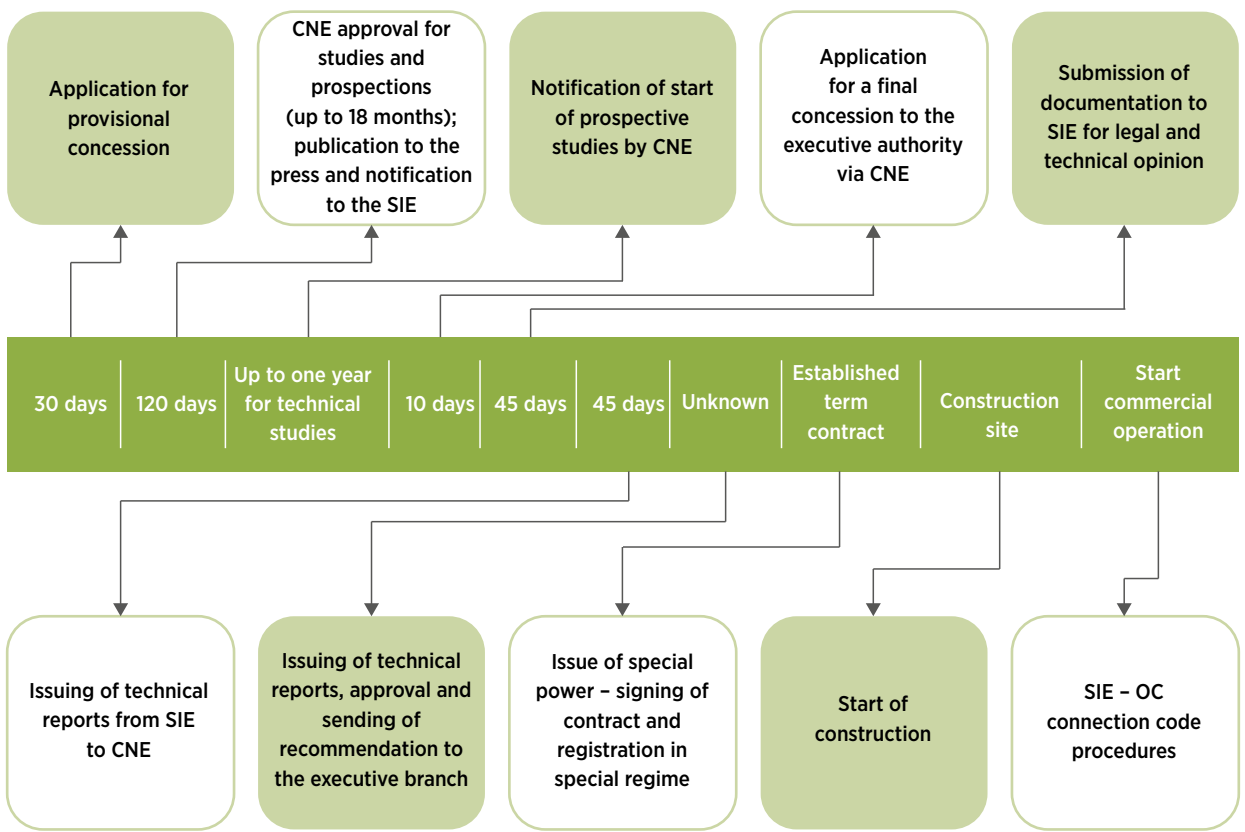 Application for
provisional
concession
CNE approval for
studies and
prospections
(up to 18 months);
publication to the
press and notification
to the SIE
Notification of start
of prospective
studies by CNE
Application
for a final
concession to the
executive authority
via CNE
Submission of
documentation to
SIE for legal and
technical opinion
30 days
120 days
Up to one year
for technical
studies
10 days
45 days
45 days
Unknown
Established
term
contract
Construction
site
Start
commercial
operation
Issuing of technical
reports from SIE
to CNE
Issuing of technical
reports, approval and
sending of
recommendation to
the executive branch
Issue of special
power – signing of
contract and
registration in
special regime
Start of
construction
SIE – OC
connection code
procedures